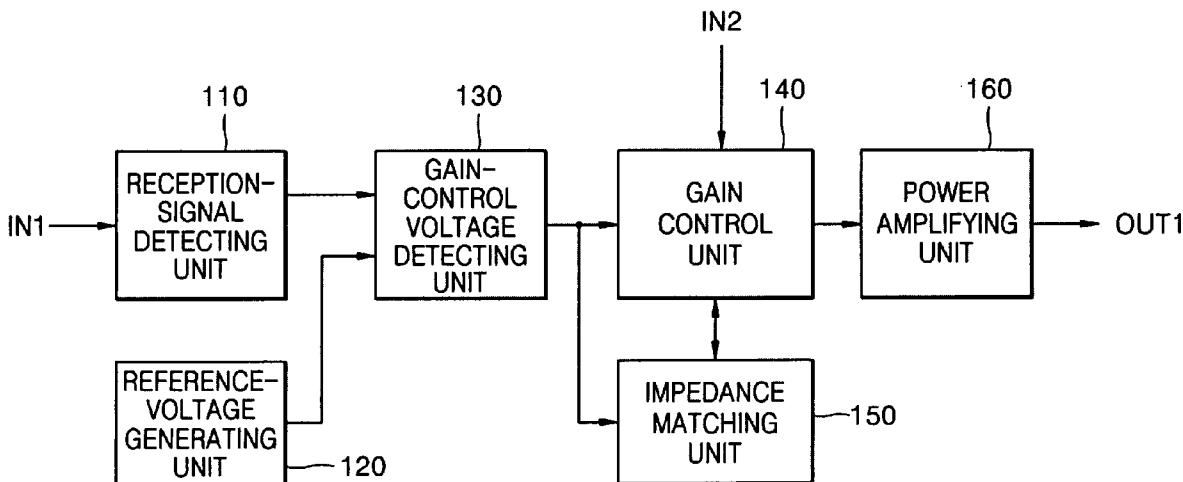 IN2
110
130
140
160
IN1
RECEPTION-
SIGNAL
DETECTING
UNIT
GAIN-
CONTROL
VOLTAGE
DETECTING
UNIT
GAIN
CONTROL
UNIT
POWER
AMPLIFYING
UNIT
OUT1
REFERENCE-
VOLTAGE
GENERATING
UNIT
120
IMPEDANCE
MATCHING
UNIT
150